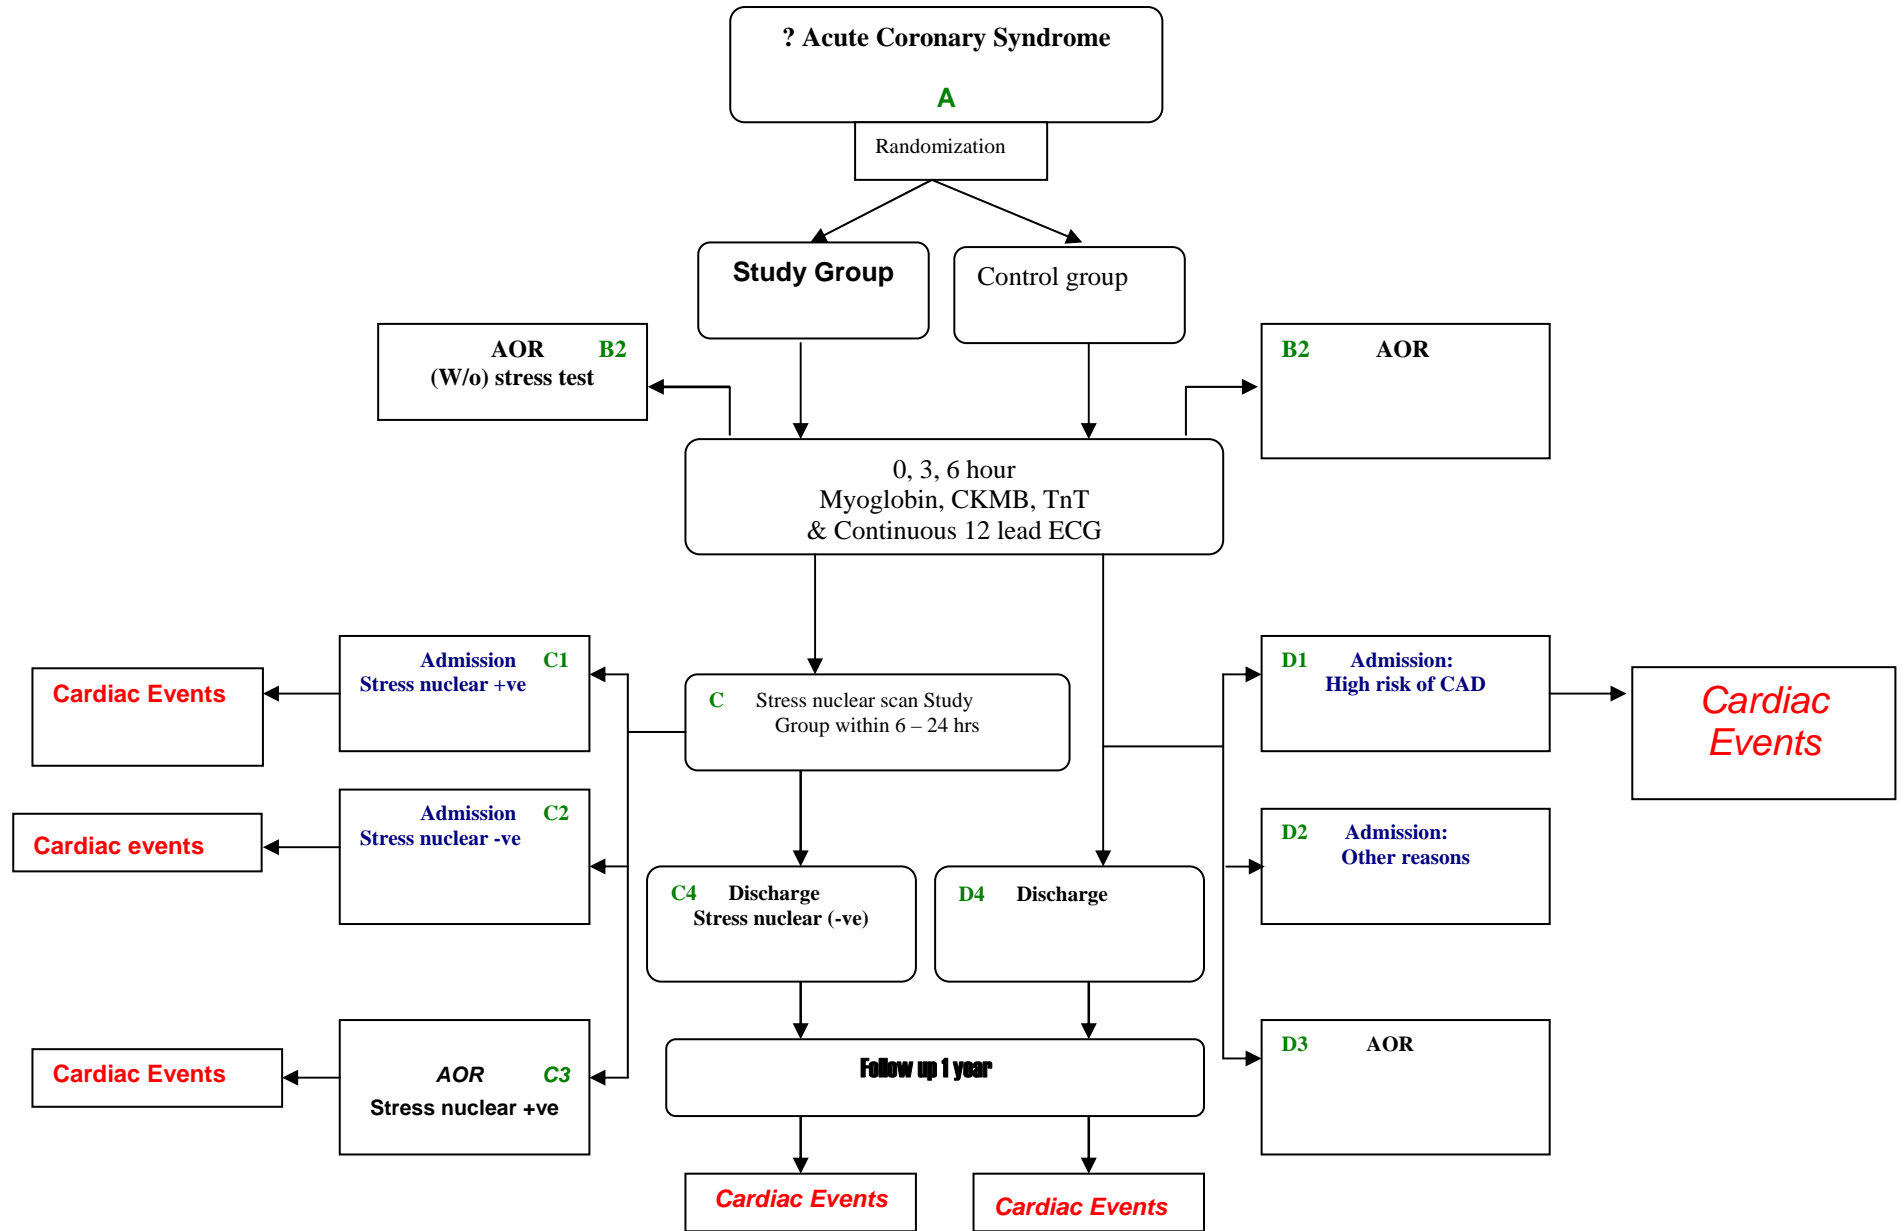 ? Acute Coronary Syndrome
A
Randomization
Study Group
Control group
AOR B2
(W/o) stress test
B2 AOR
0, 3, 6 hour
Myoglobin, CKMB, TnT
& Continuous 12 lead ECG
Cardiac Events
Admission C1
Stress nuclear +ve
C Stress nuclear scan Study
Group within 6 – 24 hrs
D1 Admission:
High risk of CAD
Cardiac
Events
Cardiac events
Admission C2
Stress nuclear -ve
D2 Admission:
Other reasons
C4 Discharge
Stress nuclear (-ve)
D4 Discharge
Cardiac Events
AOR C3
Stress nuclear +ve
Follow up 1 year
D3 AOR
Cardiac Events
Cardiac Events